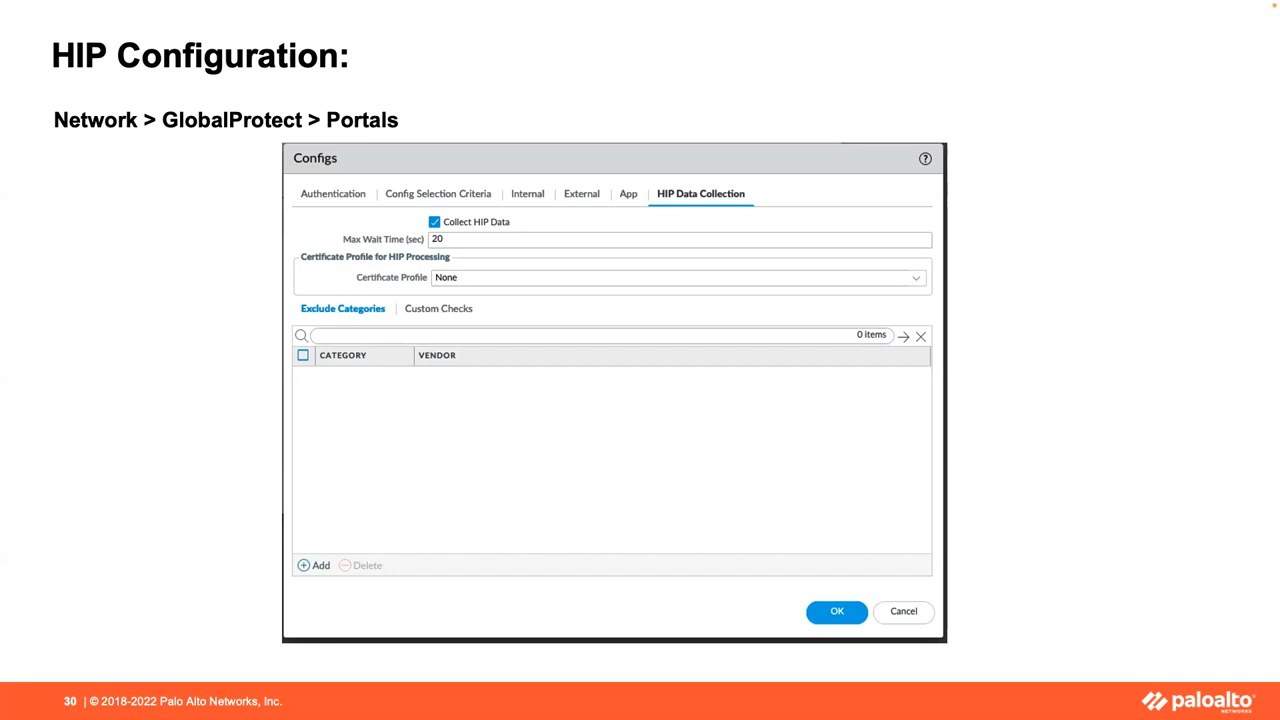 HIP Configuration:
Network > GlobalProtect > Portals
Configs
Authentication
Config Selection Criteria
Internal
External
App
HIP Data Collection
Collect HIP Data
Max Wait Time (sec) 20
Certificate Profile for HIP Processing
Certificate Profile None
Exclude Categories
Custom Checks
0 items
CATEGORY VENDOR
Add Delete
OK Cancel
30 | © 2018-2022 Palo Alto Networks, Inc.
paloalto
NETWORKS